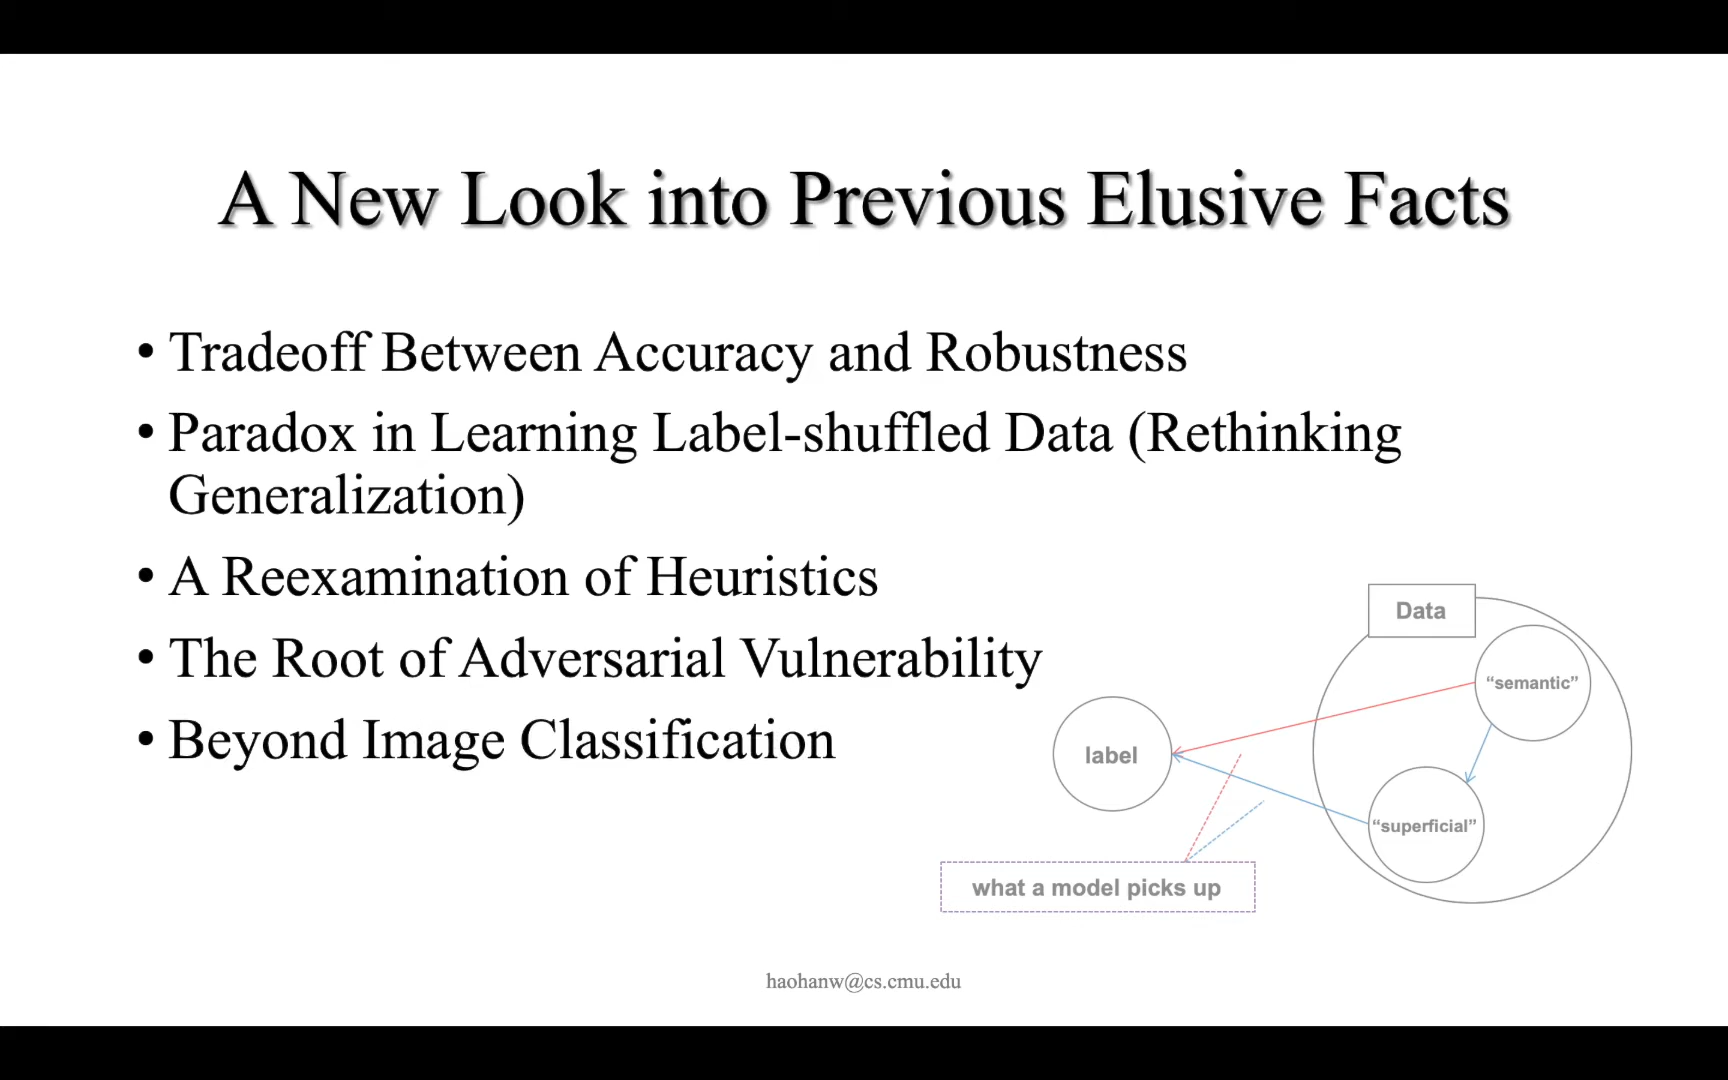 A New Look into Previous Elusive Facts
• Tradeoff Between Accuracy and Robustness
• Paradox in Learning Label-shuffled Data (Rethinking
Generalization)
• A Reexamination of Heuristics
• The Root of Adversarial Vulnerability
• Beyond Image Classification
Data
“semantic”
label
“superficial”
what a model picks up
haohanw@cs.cmu.edu